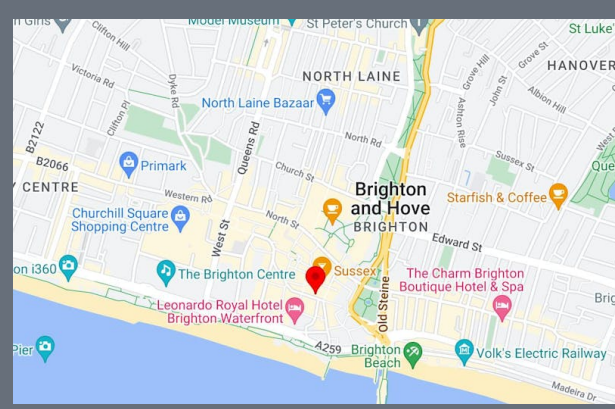 n Girls
Model Museum
St Peter's Church
St Luke'
Clifton Hill
HANOVER
Grove Hill
Grove St
John St
Albion Hill
Victoria Rd
Dyke Rd
NORTH LAINE
North Laine Bazaar
Clifton Pl
Ashton Rise
B2122
Queens Rd
North Rd
B2066
Primark
Church St
Sussex St
Que
Y CENTRE
Western Rd
Brighton
and Hove
BRIGHTON
Starfish & Coffee
Churchill Square
Shopping Centre
West St
North St
Edward St
on i360
The Brighton Centre
Sussex
The Charm Brighton
Boutique Hotel & Spa
Old Steine
Brig
Leonardo Royal Hotel
Brighton Waterfront
Pier
A259
Brighton
Beach
Volk's Electric Railway
Madeira Dr